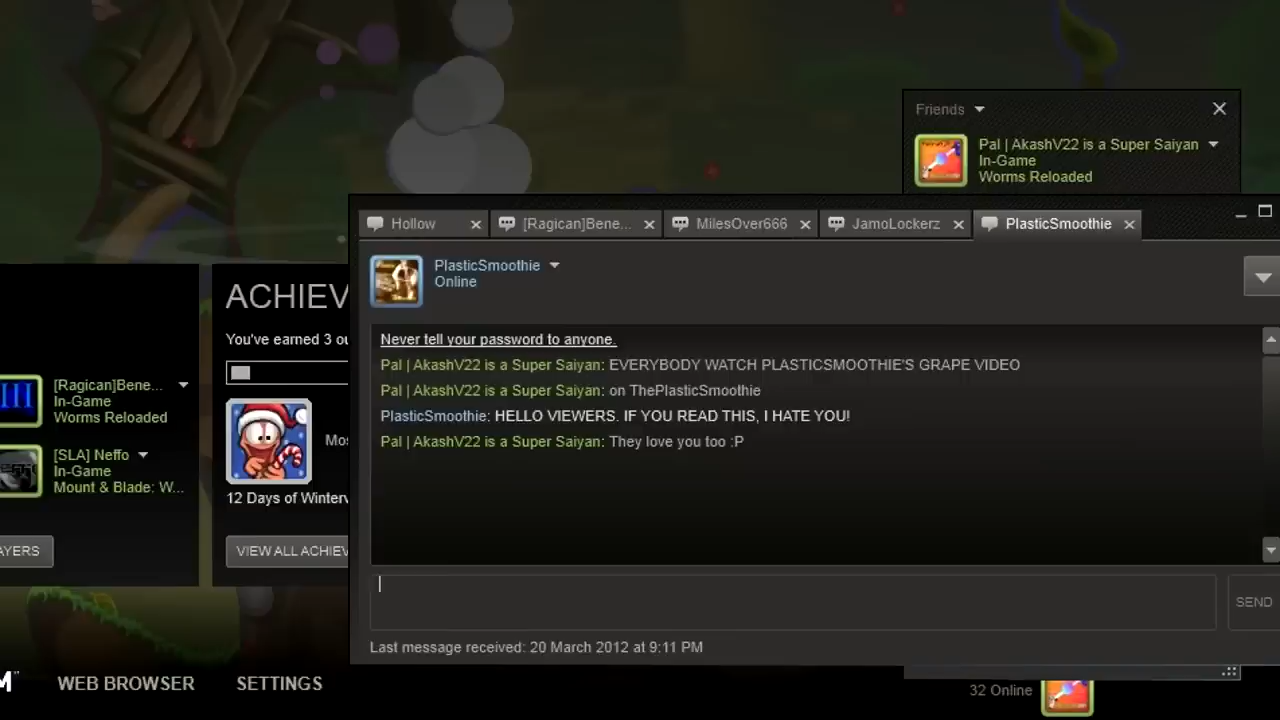 Friends
Pal | AkashV22 is a Super Saiyan
In-Game
Worms Reloaded
Hollow
[Ragican]Bene...
MilesOver666
JamoLockerz
PlasticSmoothie
PlasticSmoothie
Online
Never tell your password to anyone.
Pal | AkashV22 is a Super Saiyan: EVERYBODY WATCH PLASTICSMOOTHIE'S GRAPE VIDEO
Pal | AkashV22 is a Super Saiyan: on ThePlasticSmoothie
PlasticSmoothie: HELLO VIEWERS. IF YOU READ THIS, I HATE YOU!
Pal | AkashV22 is a Super Saiyan: They love you too :P
SEND
Last message received: 20 March 2012 at 9:11 PM
ACHIEV
You've earned 3 ou
Mos
12 Days of Winterv
VIEW ALL ACHIEV
[Ragican]Bene...
In-Game
Worms Reloaded
[SLA] Neffo
In-Game
Mount & Blade: W...
AYERS
M™
WEB BROWSER
SETTINGS
32 Online